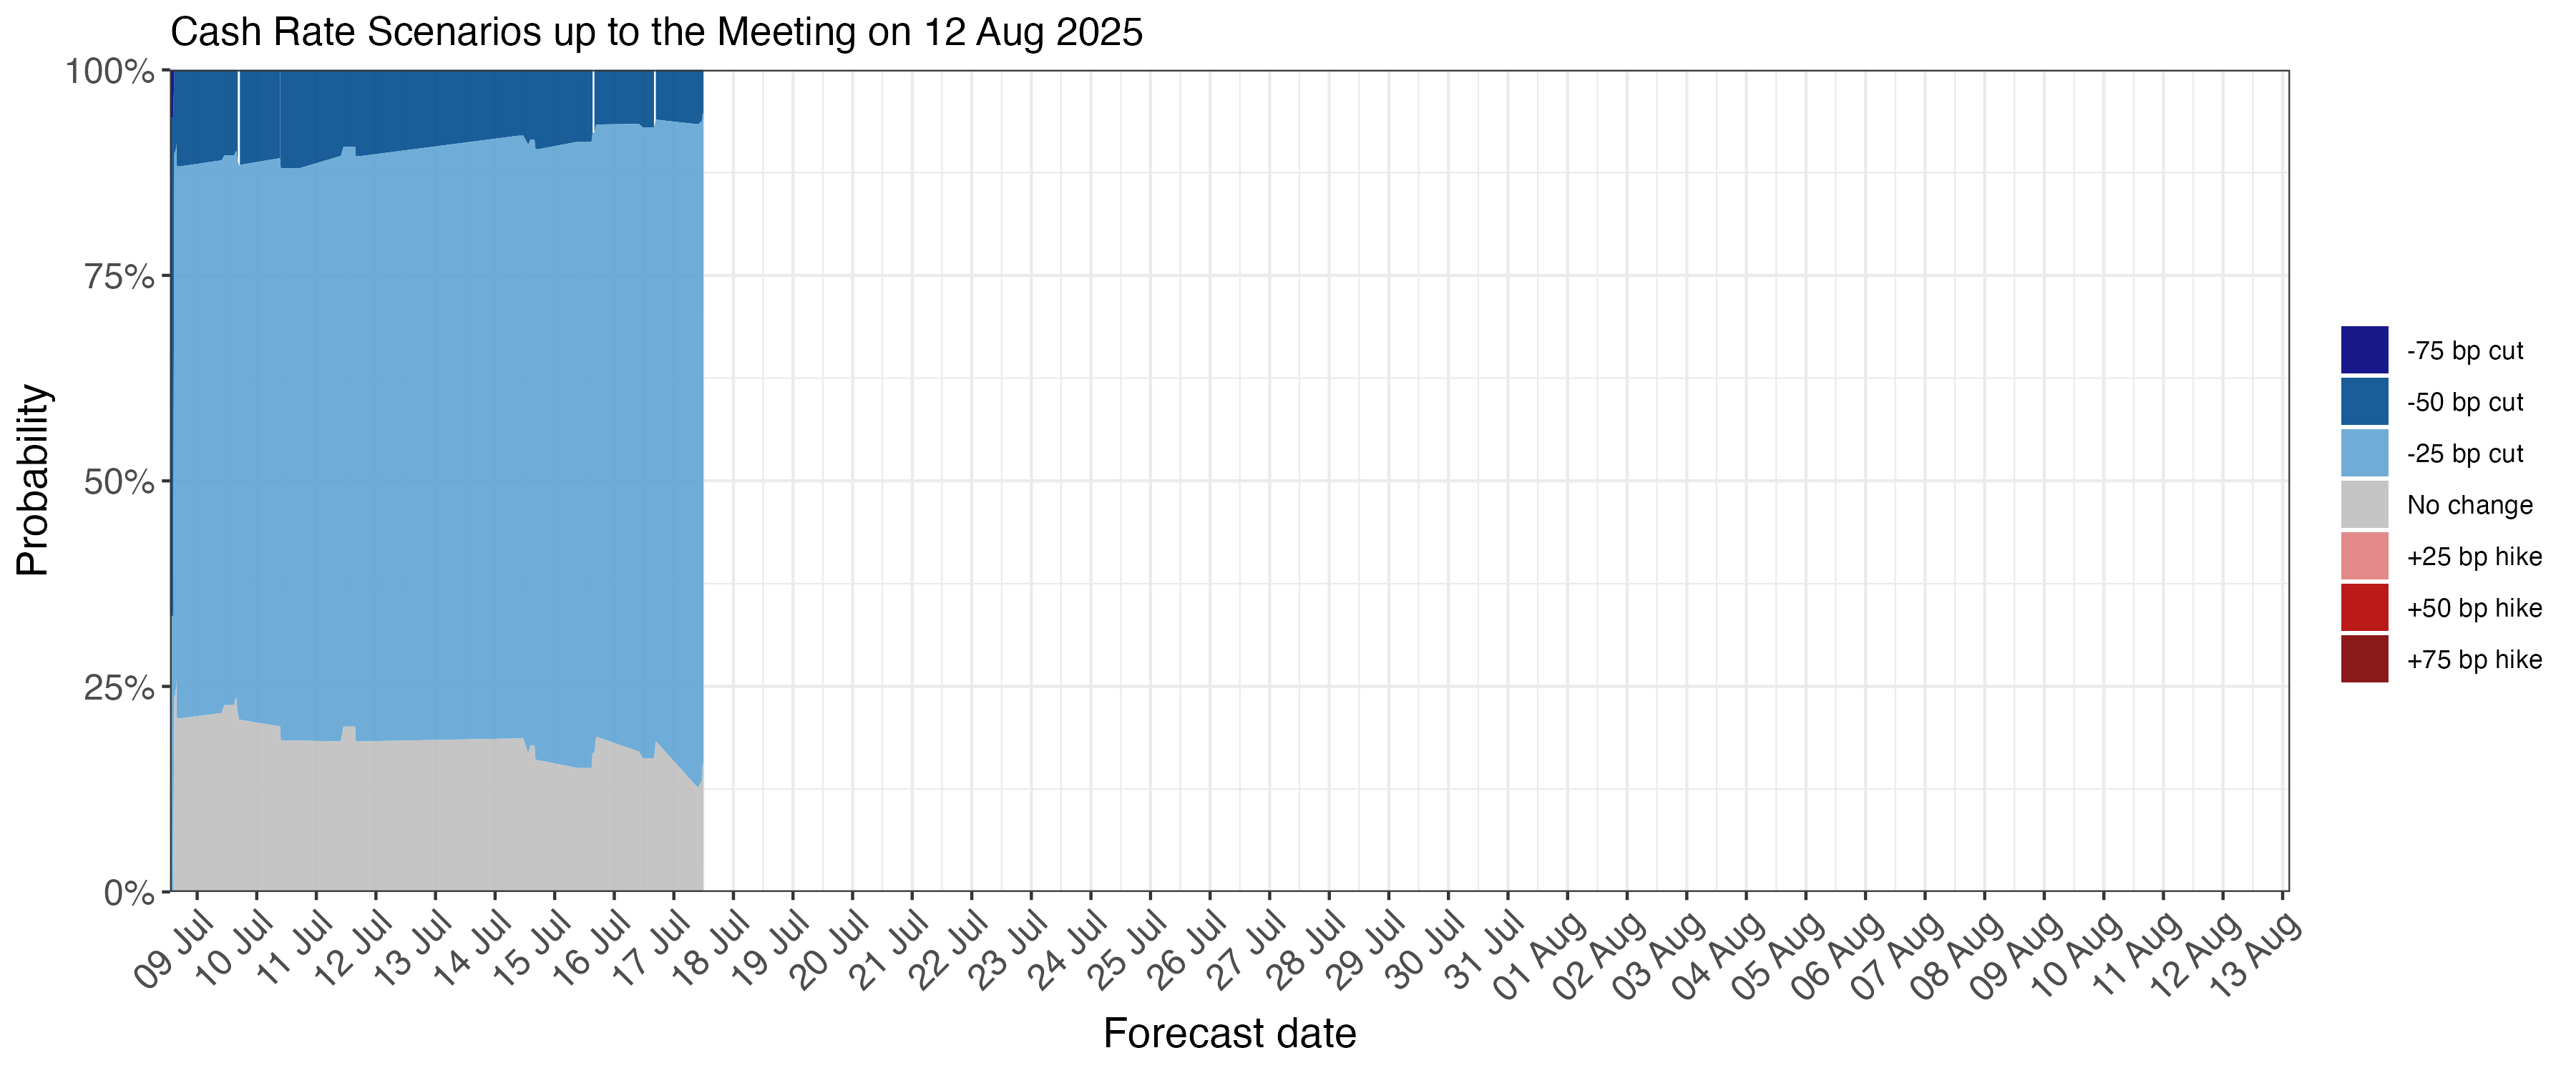 Cash Rate Scenarios up to the Meeting on 12 Aug 2025
100%
75%
50%
25%
0%
Probability
09 Jul
10 Jul
11 Jul
12 Jul
13 Jul
14 Jul
15 Jul
16 Jul
17 Jul
18 Jul
19 Jul
20 Jul
21 Jul
22 Jul
23 Jul
24 Jul
25 Jul
26 Jul
27 Jul
28 Jul
29 Jul
30 Jul
31 Jul
01 Aug
02 Aug
03 Aug
04 Aug
05 Aug
06 Aug
07 Aug
08 Aug
09 Aug
10 Aug
11 Aug
12 Aug
13 Aug
Forecast date
-75 bp cut
-50 bp cut
-25 bp cut
No change
+25 bp hike
+50 bp hike
+75 bp hike